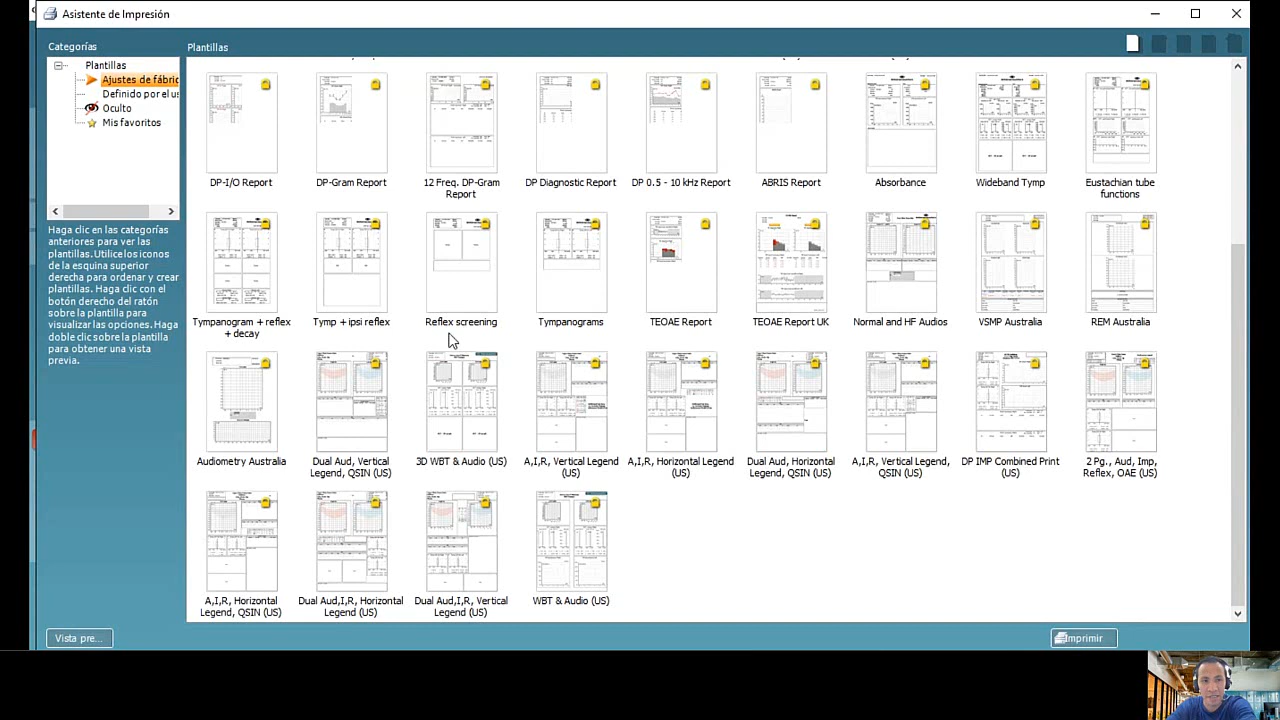 Asistente de Impresión
Categorías
Plantillas
Plantillas
Ajustes de fábric
Definido por el us
Oculto
Mis favoritos
Haga clic en las categorías
anteriores para ver las
plantillas.Utilice los iconos
de la esquina superior
derecha para ordenar y crear
plantillas. Haga clic con el
botón derecho del ratón
sobre la plantilla para
visualizar las opciones.Haga
doble clic sobre la plantilla
para obtener una vista
previa.
DP-I/O Report
DP-Gram Report
12 Freq. DP-Gram
Report
DP Diagnostic Report
DP 0.5 - 10 kHz Report
ABRIS Report
Absorbance
Wideband Tymp
Eustachian tube
functions
Tympanogram + reflex
+ decay
Tymp + ipsi reflex
Reflex screening
Tympanograms
TEOAE Report
TEOAE Report UK
Normal and HF Audios
VSMP Australia
REM Australia
Audiometry Australia
Dual Aud, Vertical
Legend, QSIN (US)
3D WBT & Audio (US)
A,I,R, Vertical Legend
(US)
A,I,R, Horizontal Legend
(US)
Dual Aud, Horizontal
Legend, QSIN (US)
A,I,R, Vertical Legend,
QSIN (US)
DP IMP Combined Print
(US)
2 Pg., Aud, Imp,
Reflex, OAE (US)
A,I,R, Horizontal
Legend, QSIN (US)
Dual Aud,I,R, Horizontal
Legend (US)
Dual Aud,I,R, Vertical
Legend (US)
WBT & Audio (US)
Vista pre...
Imprimir